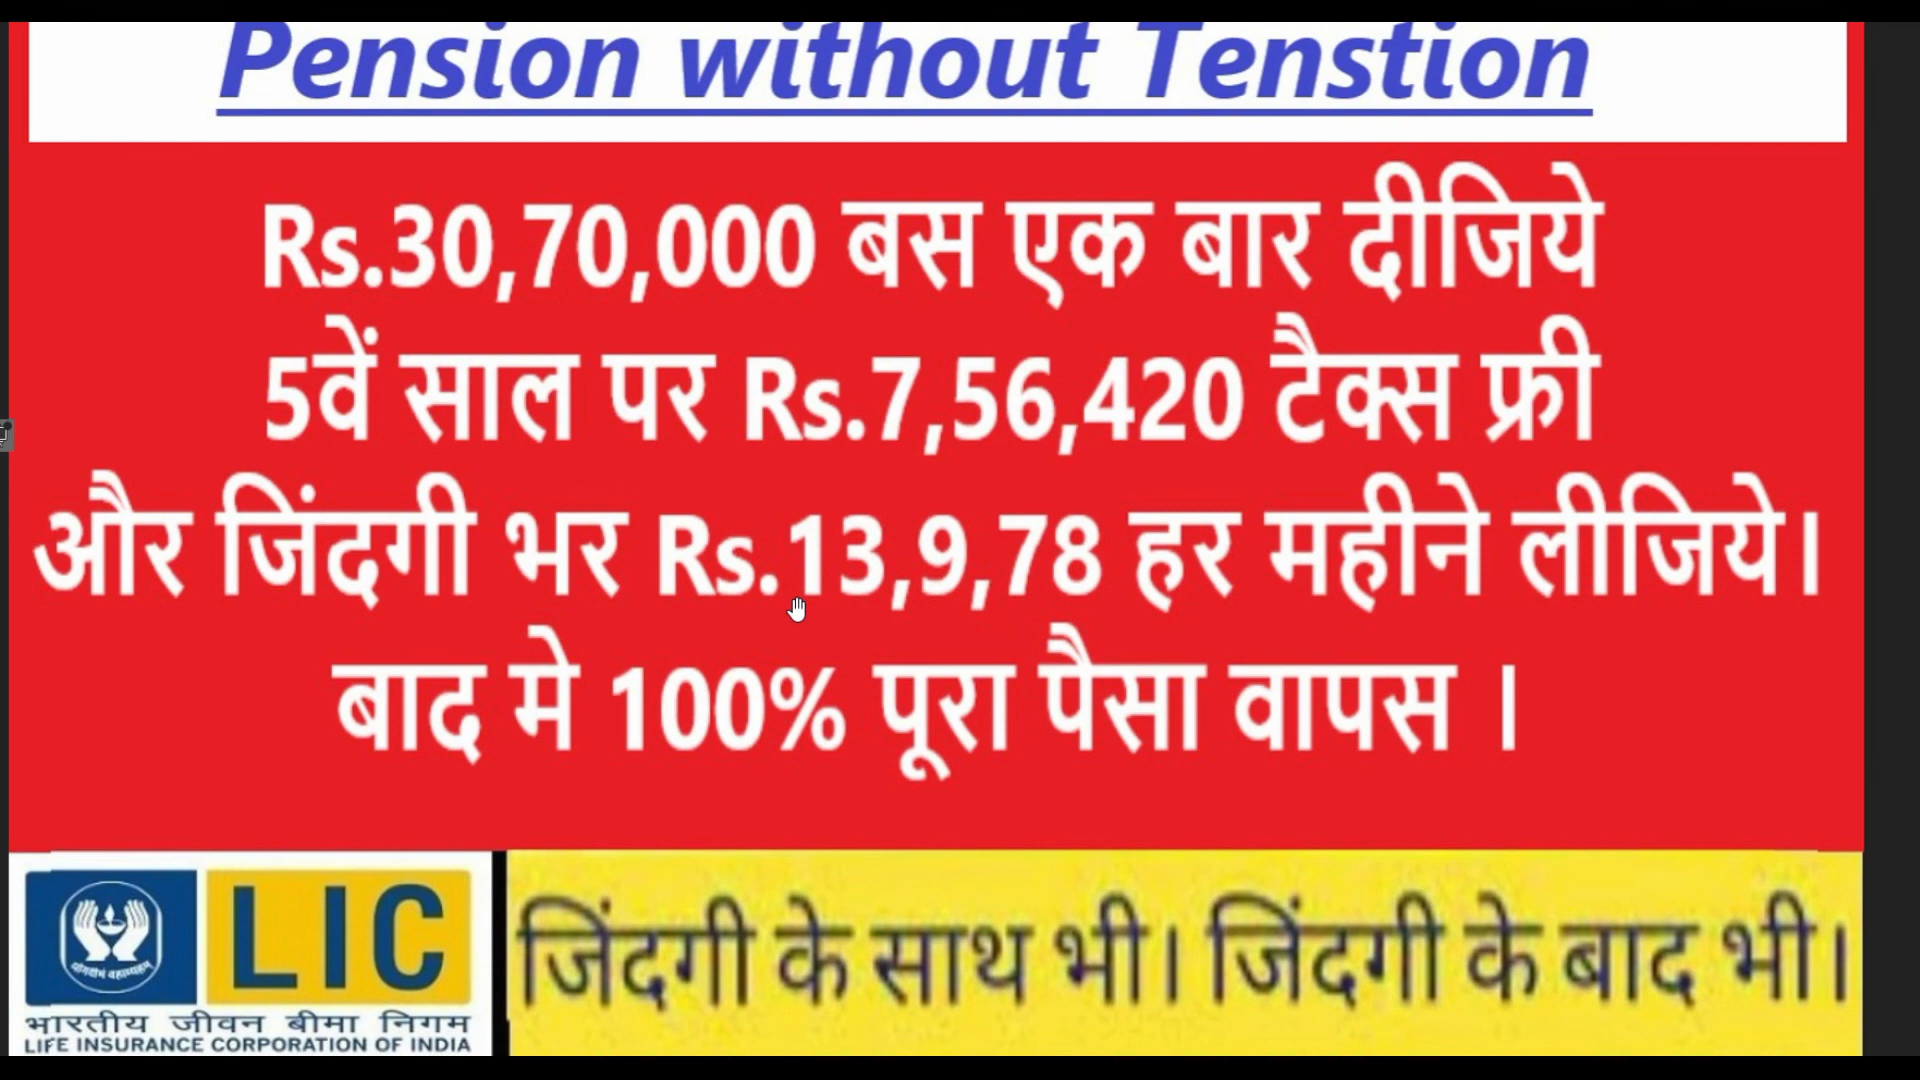 Pension without Tenstion
Rs.30,70,000 बस एक बार दीजिये
5वें साल पर Rs.7,56,420 टैक्स फ्री
और जिंदगी भर Rs.13,9,78 हर महीने लीजिये।
बाद मे 100% पूरा पैसा वापस ।
LIC
भारतीय जीवन बीमा निगम
LIFE INSURANCE CORPORATION OF INDIA
जिंदगी के साथ भी। जिंदगी के बाद भी।